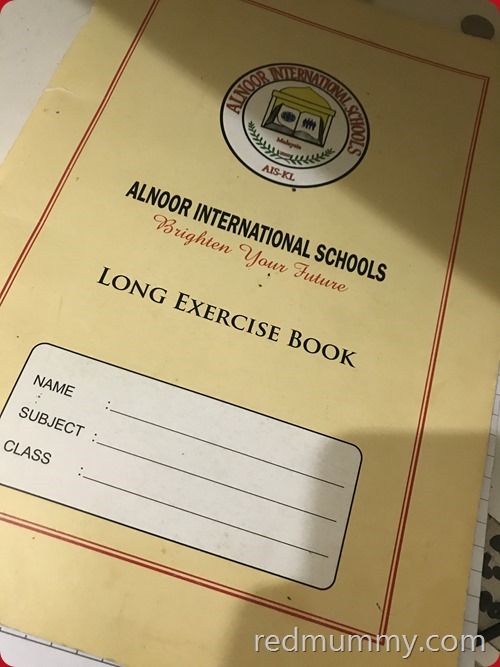 ALNOOR INTERNATIONAL SCHOOLS
Malaysia
AIS-KL
ALNOOR INTERNATIONAL SCHOOLS
Brighten Your Future
LONG EXERCISE BOOK
NAME :
SUBJECT :
CLASS :
redmummy.com